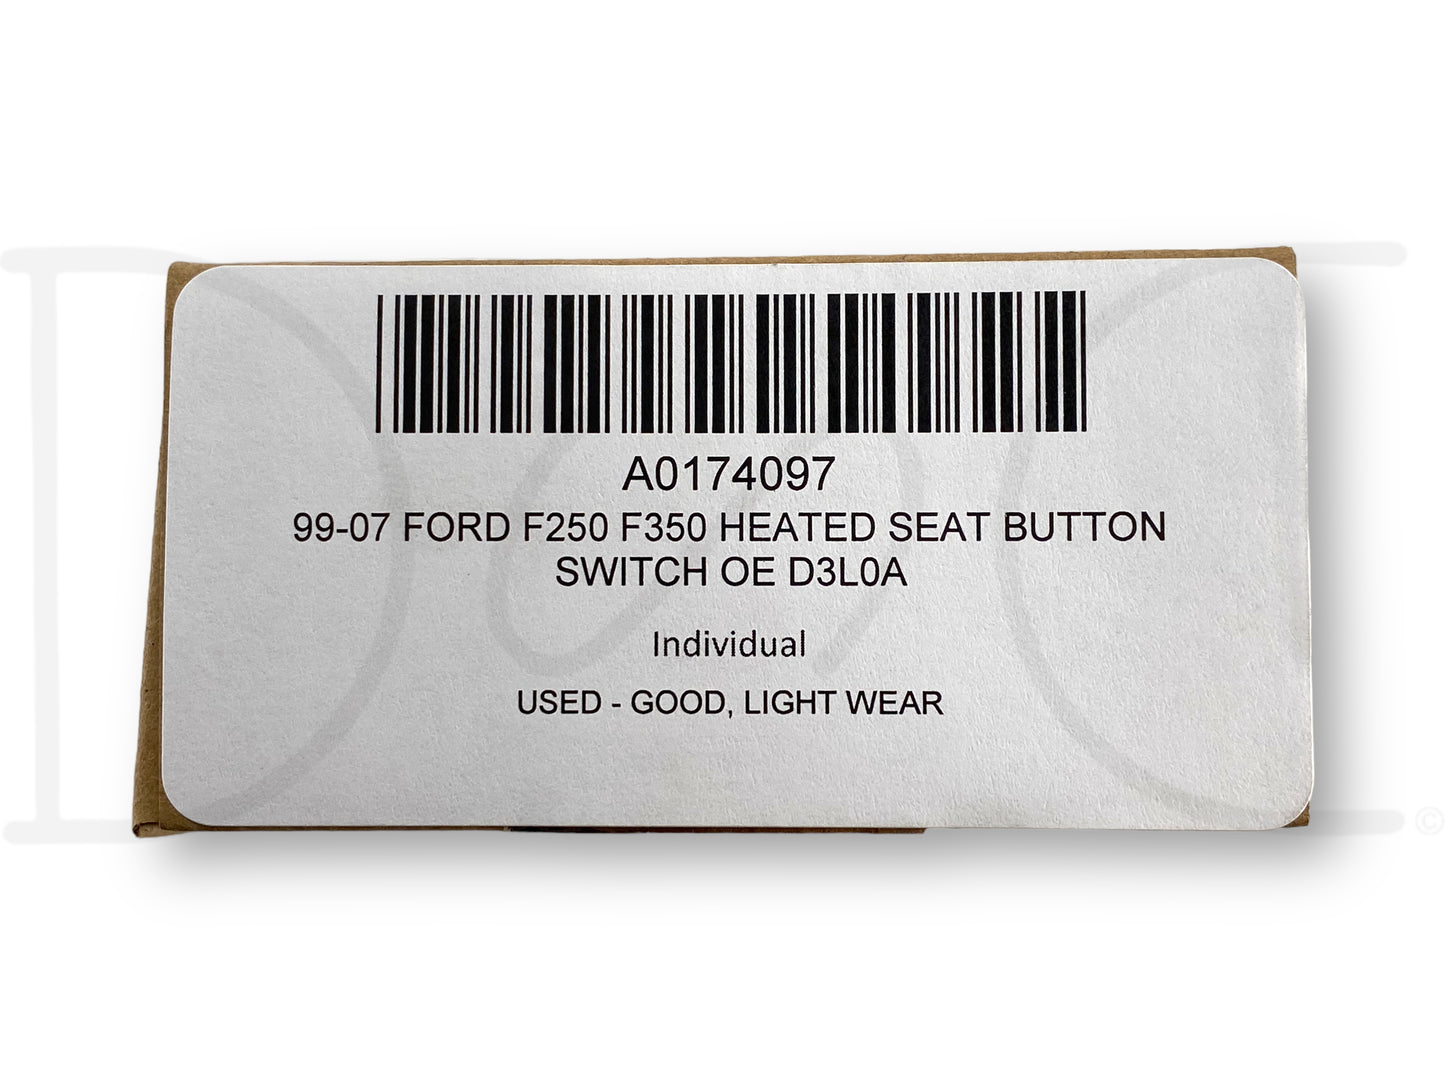 A0174097
99-07 FORD F250 F350 HEATED SEAT BUTTON
SWITCH OE D3L0A
Individual
USED - GOOD, LIGHT WEAR
©